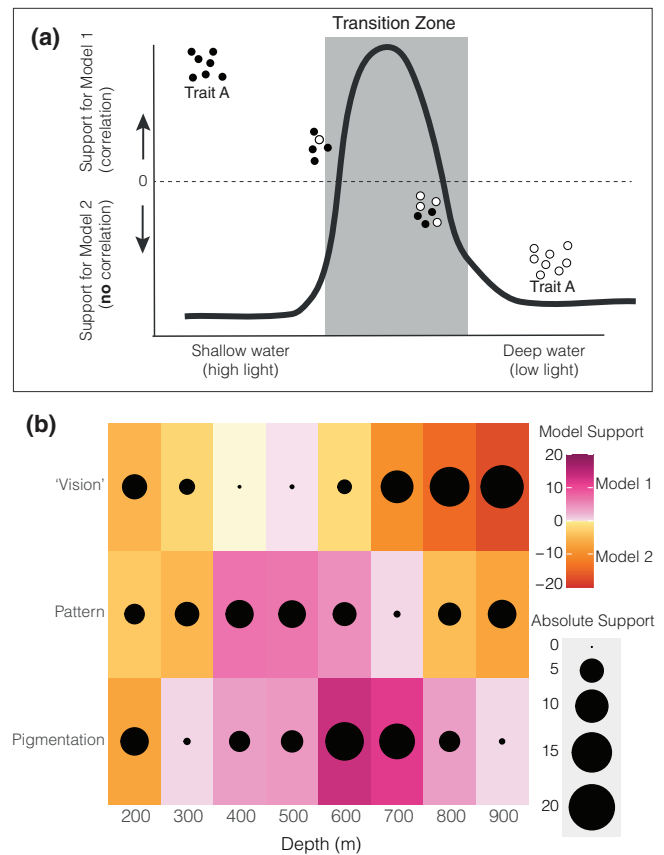 (a)
Transition Zone
Support for Model 1
(correlation)
Trait A
0
Support for Model 2
(no correlation)
Trait A
Shallow water
(high light)
Deep water
(low light)
(b)
'Vision'
Pattern
Pigmentation
200 300 400 500 600 700 800 900
Depth (m)
Model Support
20
10
0
−10
−20
Model 1
Model 2
Absolute Support
0
5
10
15
20